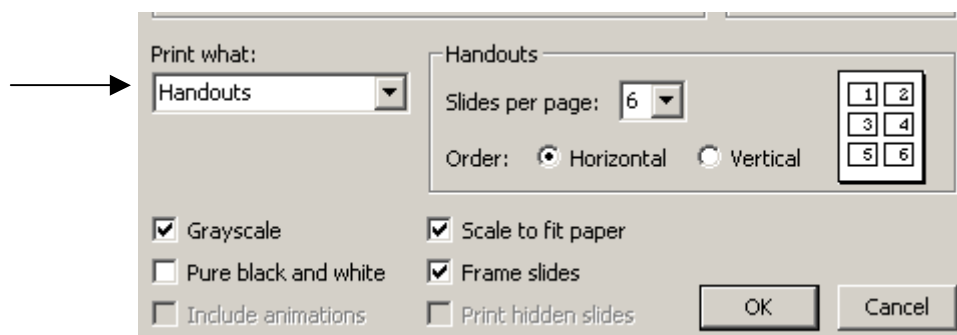 Print what:
Handouts
Handouts
Slides per page: 6
Order: Horizontal Vertical
1 2
3 4
5 6
Grayscale
Scale to fit paper
Pure black and white
Frame slides
Include animations
Print hidden slides
OK
Cancel